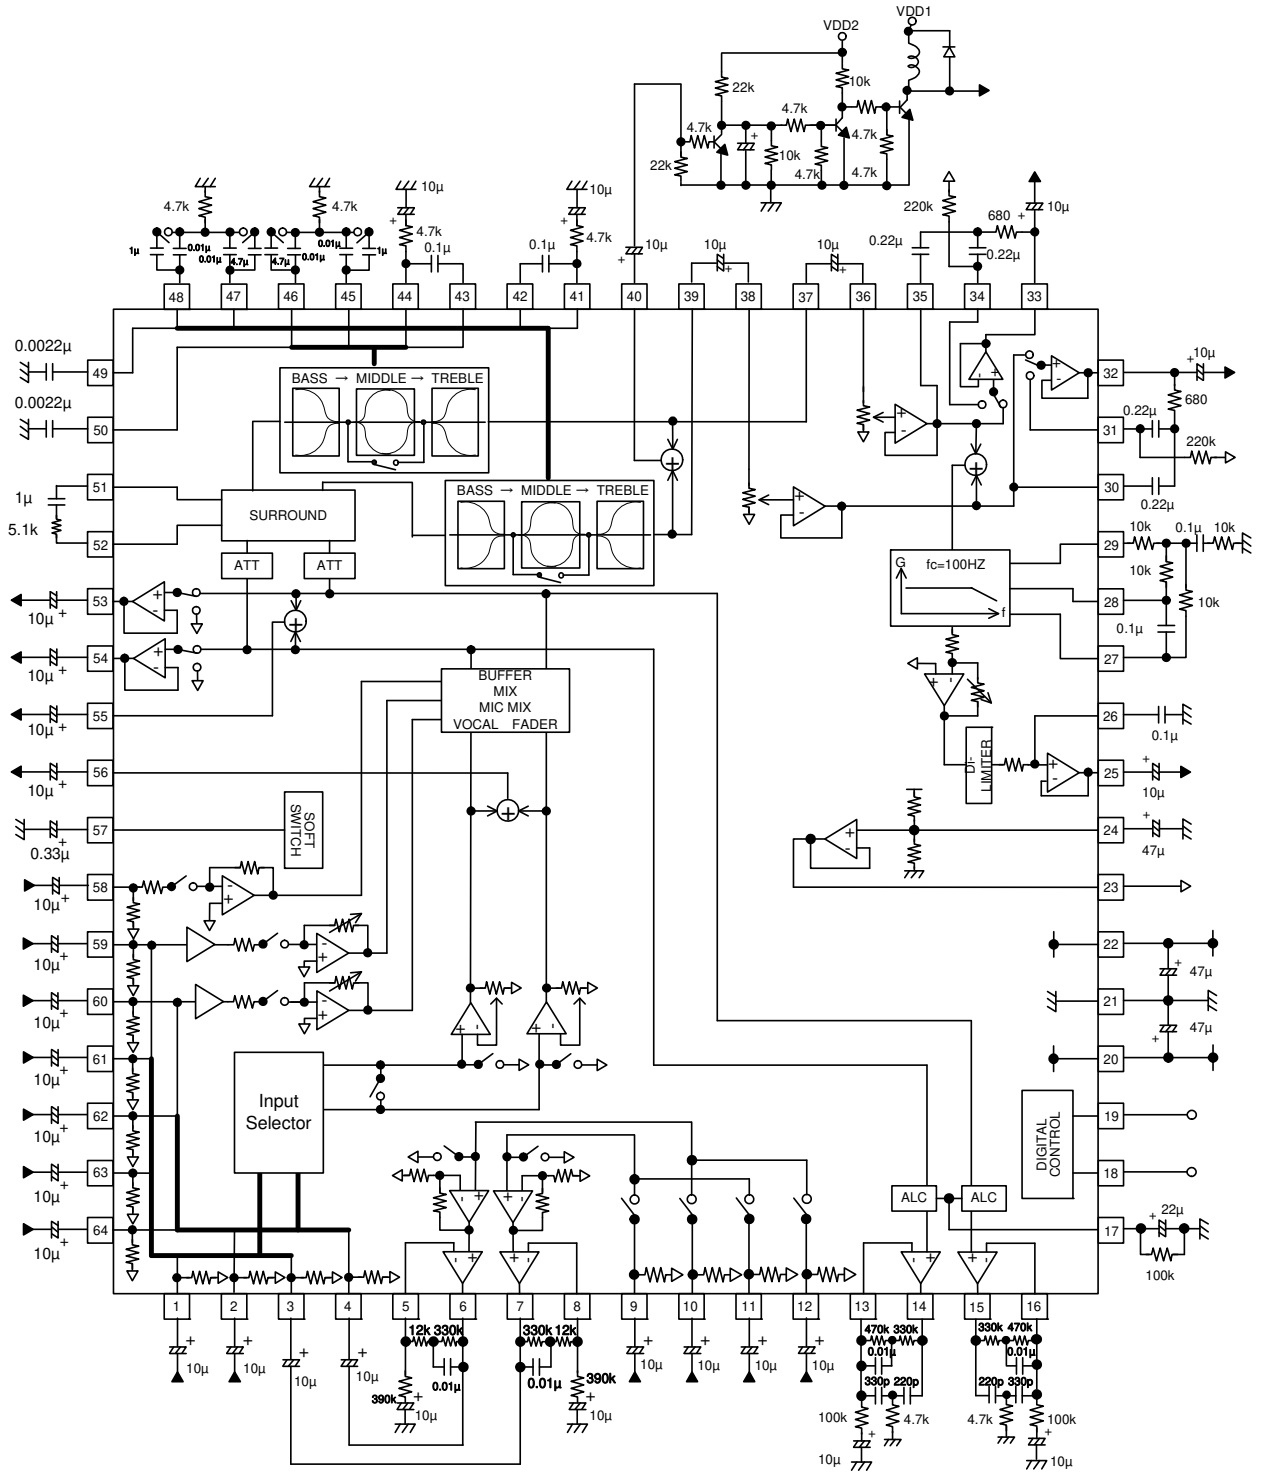 VDD1
VDD2
22k
10k
4.7k
4.7k
4.7k
22k
10k
4.7k
4.7k
4.7k
4.7k
10µ
10µ
220k
680
10µ
1µ
0.01µ
0.01µ
4.7µ
4.7µ
0.01µ
0.01µ
1µ
4.7k
0.1µ
0.1µ
4.7k
10µ
10µ
10µ
0.22µ
0.22µ
48 47 46 45 44 43 42 41 40 39 38 37 36 35 34 33
0.0022µ
49
BASS → MIDDLE → TREBLE
32
10µ
680
0.0022µ
50
0.22µ
31
220k
51
1µ
5.1k
52
SURROUND
BASS → MIDDLE → TREBLE
30
0.22µ
ATT
ATT
G
fc=100HZ
f
29
10k
0.1µ
10k
10k
28
10k
0.1µ
27
53
10µ
54
10µ
BUFFER
MIX
MIC MIX
VOCAL FADER
55
10µ
26
0.1µ
DI-
LIMITER
56
10µ
25
10µ
57
0.33µ
SOFT
SWITCH
24
47µ
58
10µ
23
59
10µ
22
47µ
60
10µ
21
47µ
61
10µ
20
Input
Selector
62
10µ
DIGITAL
CONTROL
19
63
10µ
18
ALC
ALC
64
10µ
17
22µ
100k
1 2 3 4 5 6 7 8 9 10 11 12 13 14 15 16
12k 330k
330k 12k
470k 330k
330k 470k
0.01µ
0.01µ
10µ
10µ
10µ
10µ
0.01µ
0.01µ
390k
10µ
10µ
10µ
10µ
330p 220p
220p 330p
390k
10µ
10µ
100k
4.7k
4.7k
100k
10µ
10µ